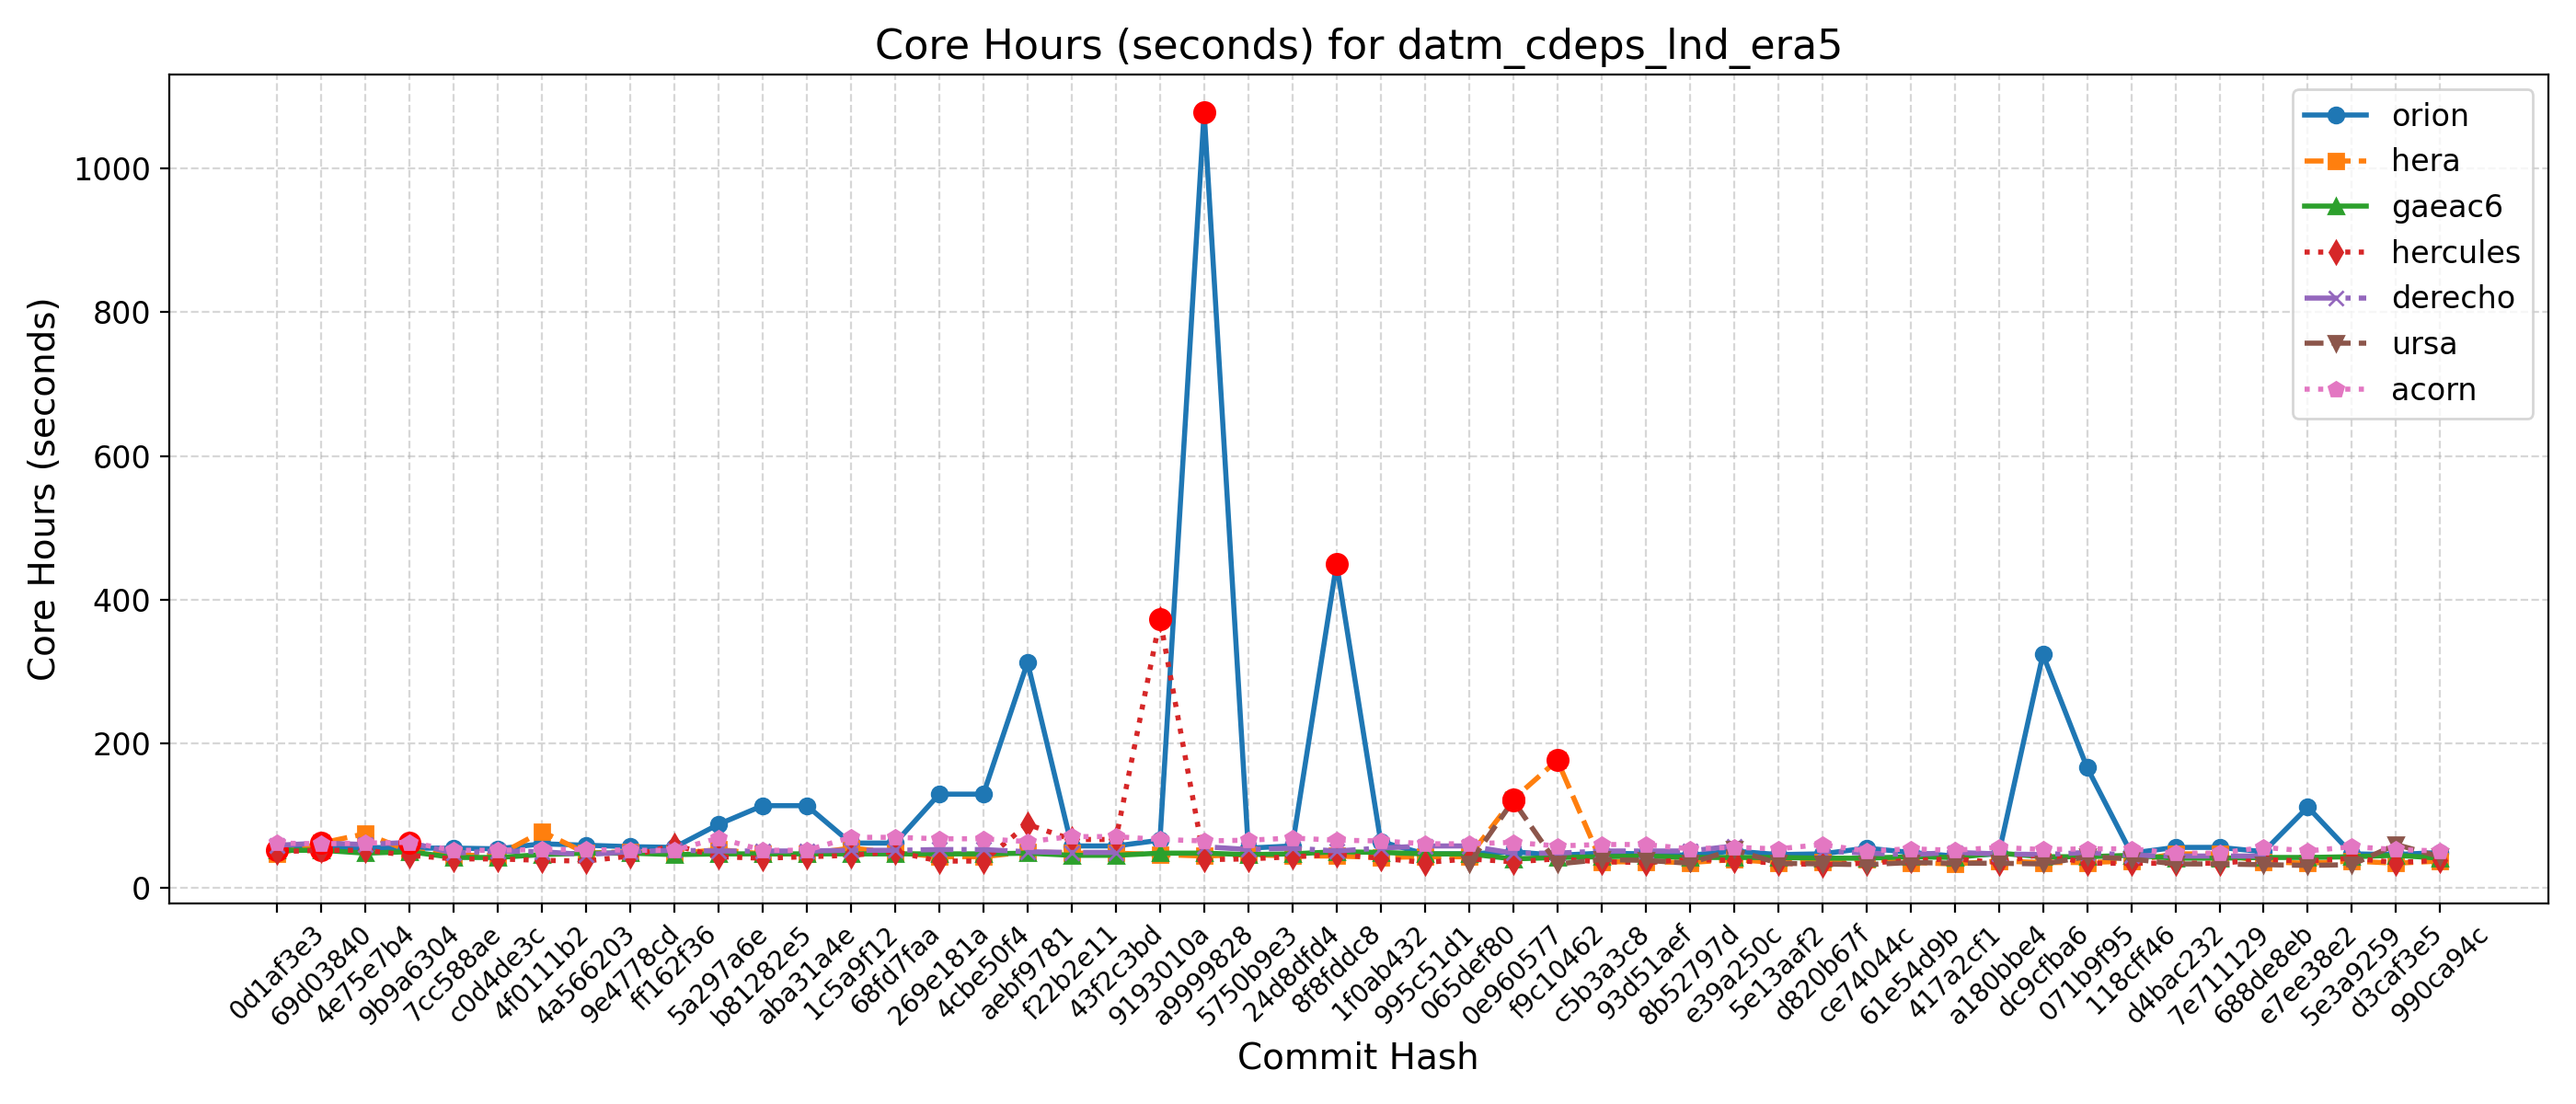 Core Hours (seconds) for datm_cdeps_lnd_era5
Core Hours (seconds)
1000
800
600
400
200
0
orion
hera
gaeac6
hercules
derecho
ursa
acorn
0d1af3e3
69d03840
4e75e7b4
9b9a6304
7cc588ae
c0d4de3c
4f0111b2
4a566203
9e4778cd
ff162f36
5a297a6e
b81282e5
aba31a4e
1c5a9f12
68fd7faa
269e181a
4cbe50f4
aebf9781
f22b2e11
43f2c3bd
9193010a
a9999828
5750b9e3
24d8dfd4
8f8fddc8
1f0ab432
995c51d1
065def80
0e960577
f9c10462
c5b3a3c8
93d51aef
8b52797d
e39a250c
5e13aaf2
d820b67f
ce74044c
61e54d9b
417a2cf1
a180bbe4
dc9cfba6
071b9f95
118cff46
d4bac232
7e711129
688de8eb
e7ee38e2
5e3a9259
d3caf3e5
990ca94c
Commit Hash